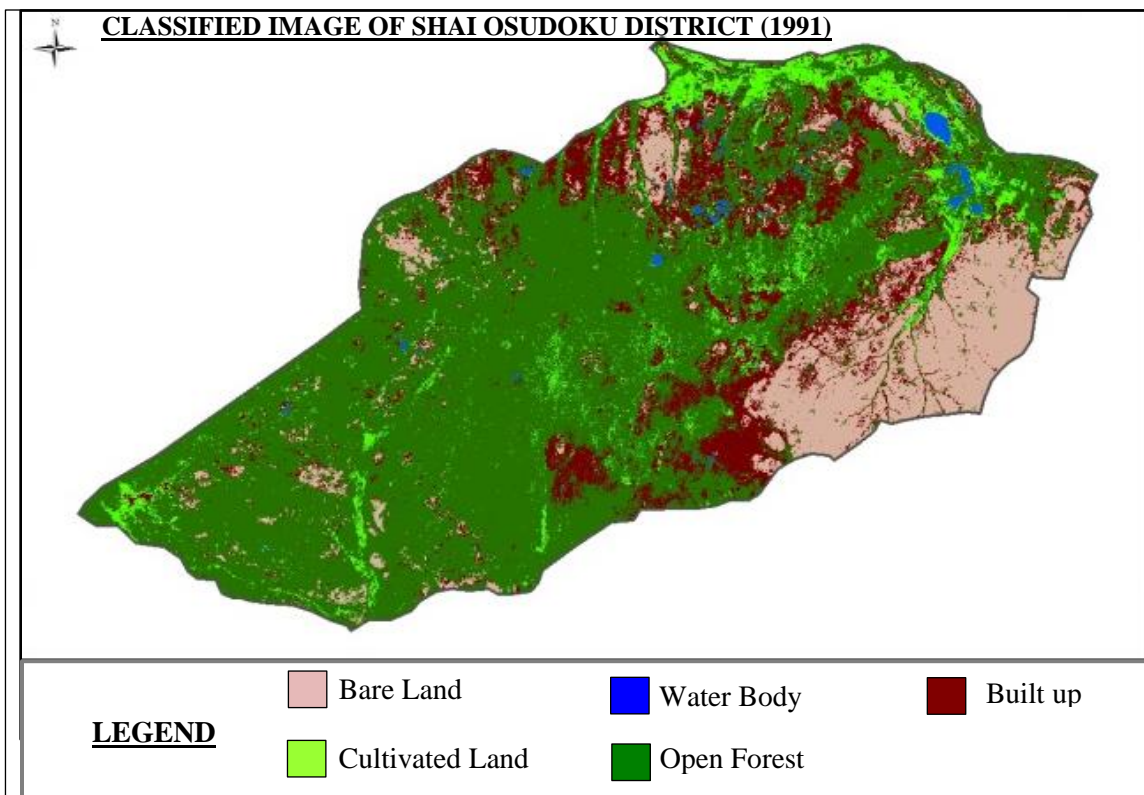 CLASSIFIED IMAGE OF SHAI OSUDOKU DISTRICT (1991)
N
Bare Land
Water Body
Built up
LEGEND
Cultivated Land
Open Forest